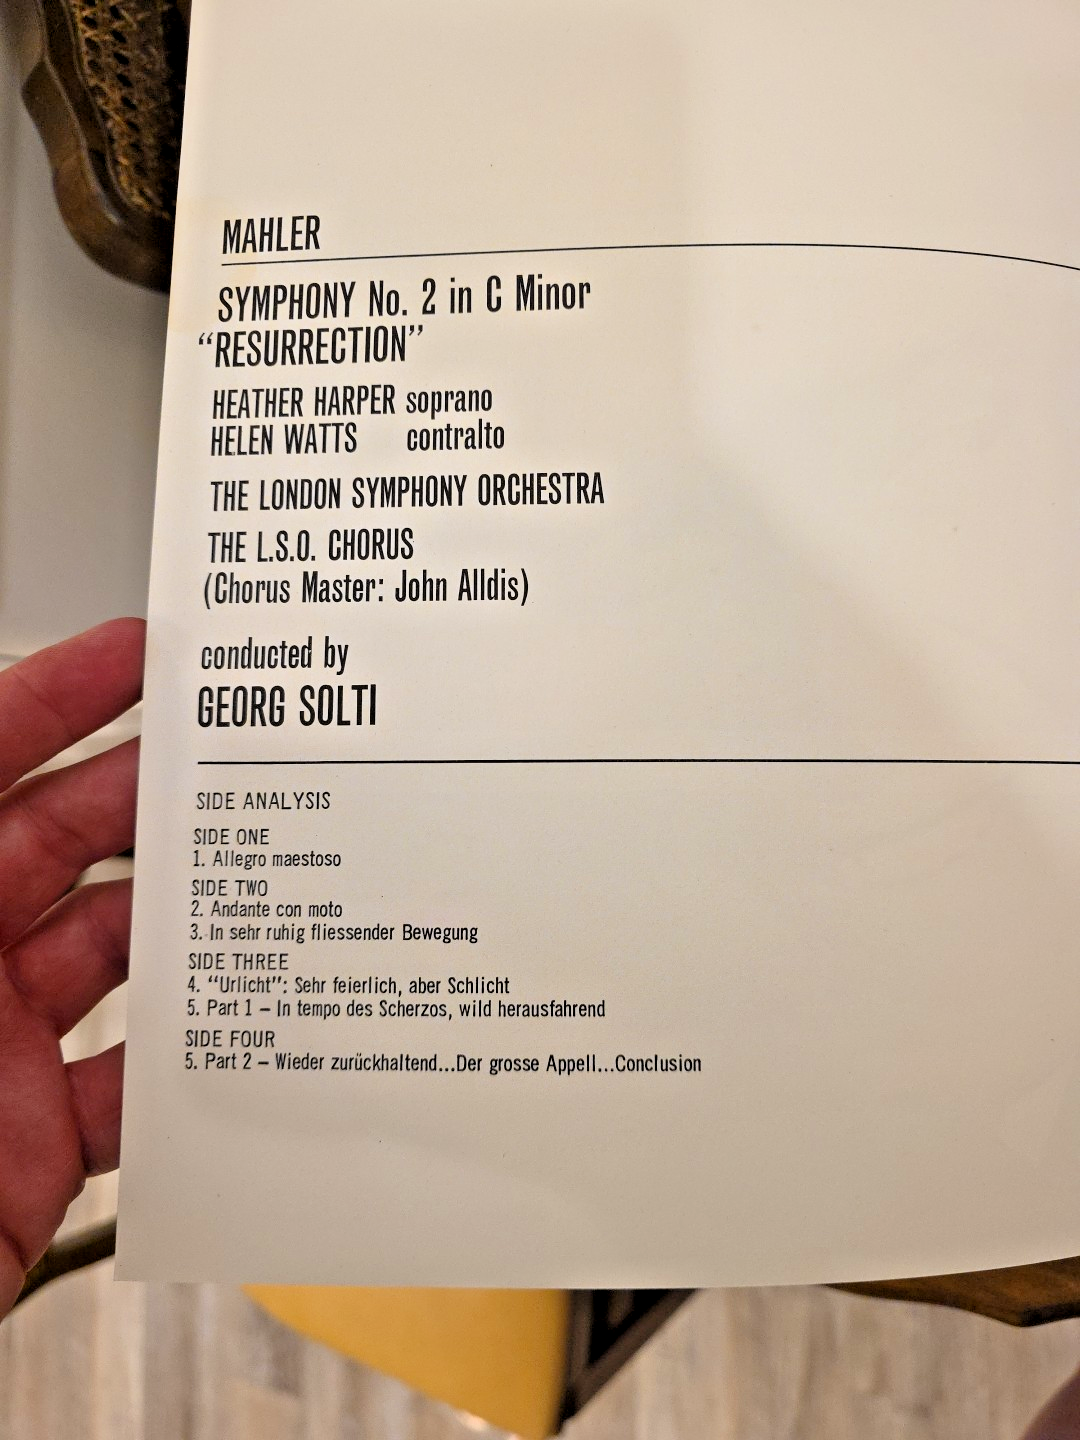 MAHLER
SYMPHONY No. 2 in C Minor
“RESURRECTION”
HEATHER HARPER soprano
HELEN WATTS contralto
THE LONDON SYMPHONY ORCHESTRA
THE L.S.O. CHORUS
(Chorus Master: John Alldis)
conducted by
GEORG SOLTI
SIDE ANALYSIS
SIDE ONE
1. Allegro maestoso
SIDE TWO
2. Andante con moto
3. In sehr ruhig fliessender Bewegung
SIDE THREE
4. “Urlicht”: Sehr feierlich, aber Schlicht
5. Part 1 – In tempo des Scherzos, wild herausfahrend
SIDE FOUR
5. Part 2 – Wieder zurückhaltend...Der grosse Appell...Conclusion